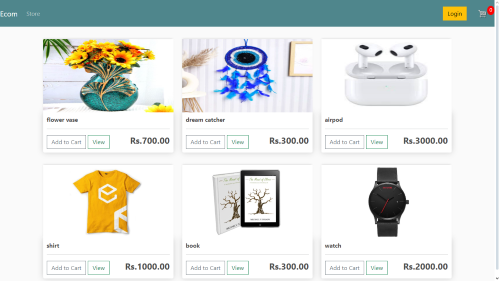 Ecom Store Login 0
flower vase dream catcher airpod
Add to Cart View Rs.700.00 Add to Cart View Rs.300.00 Add to Cart View Rs.3000.00
shirt book watch
Add to Cart View Rs.1000.00 Add to Cart View Rs.300.00 Add to Cart View Rs.2000.00